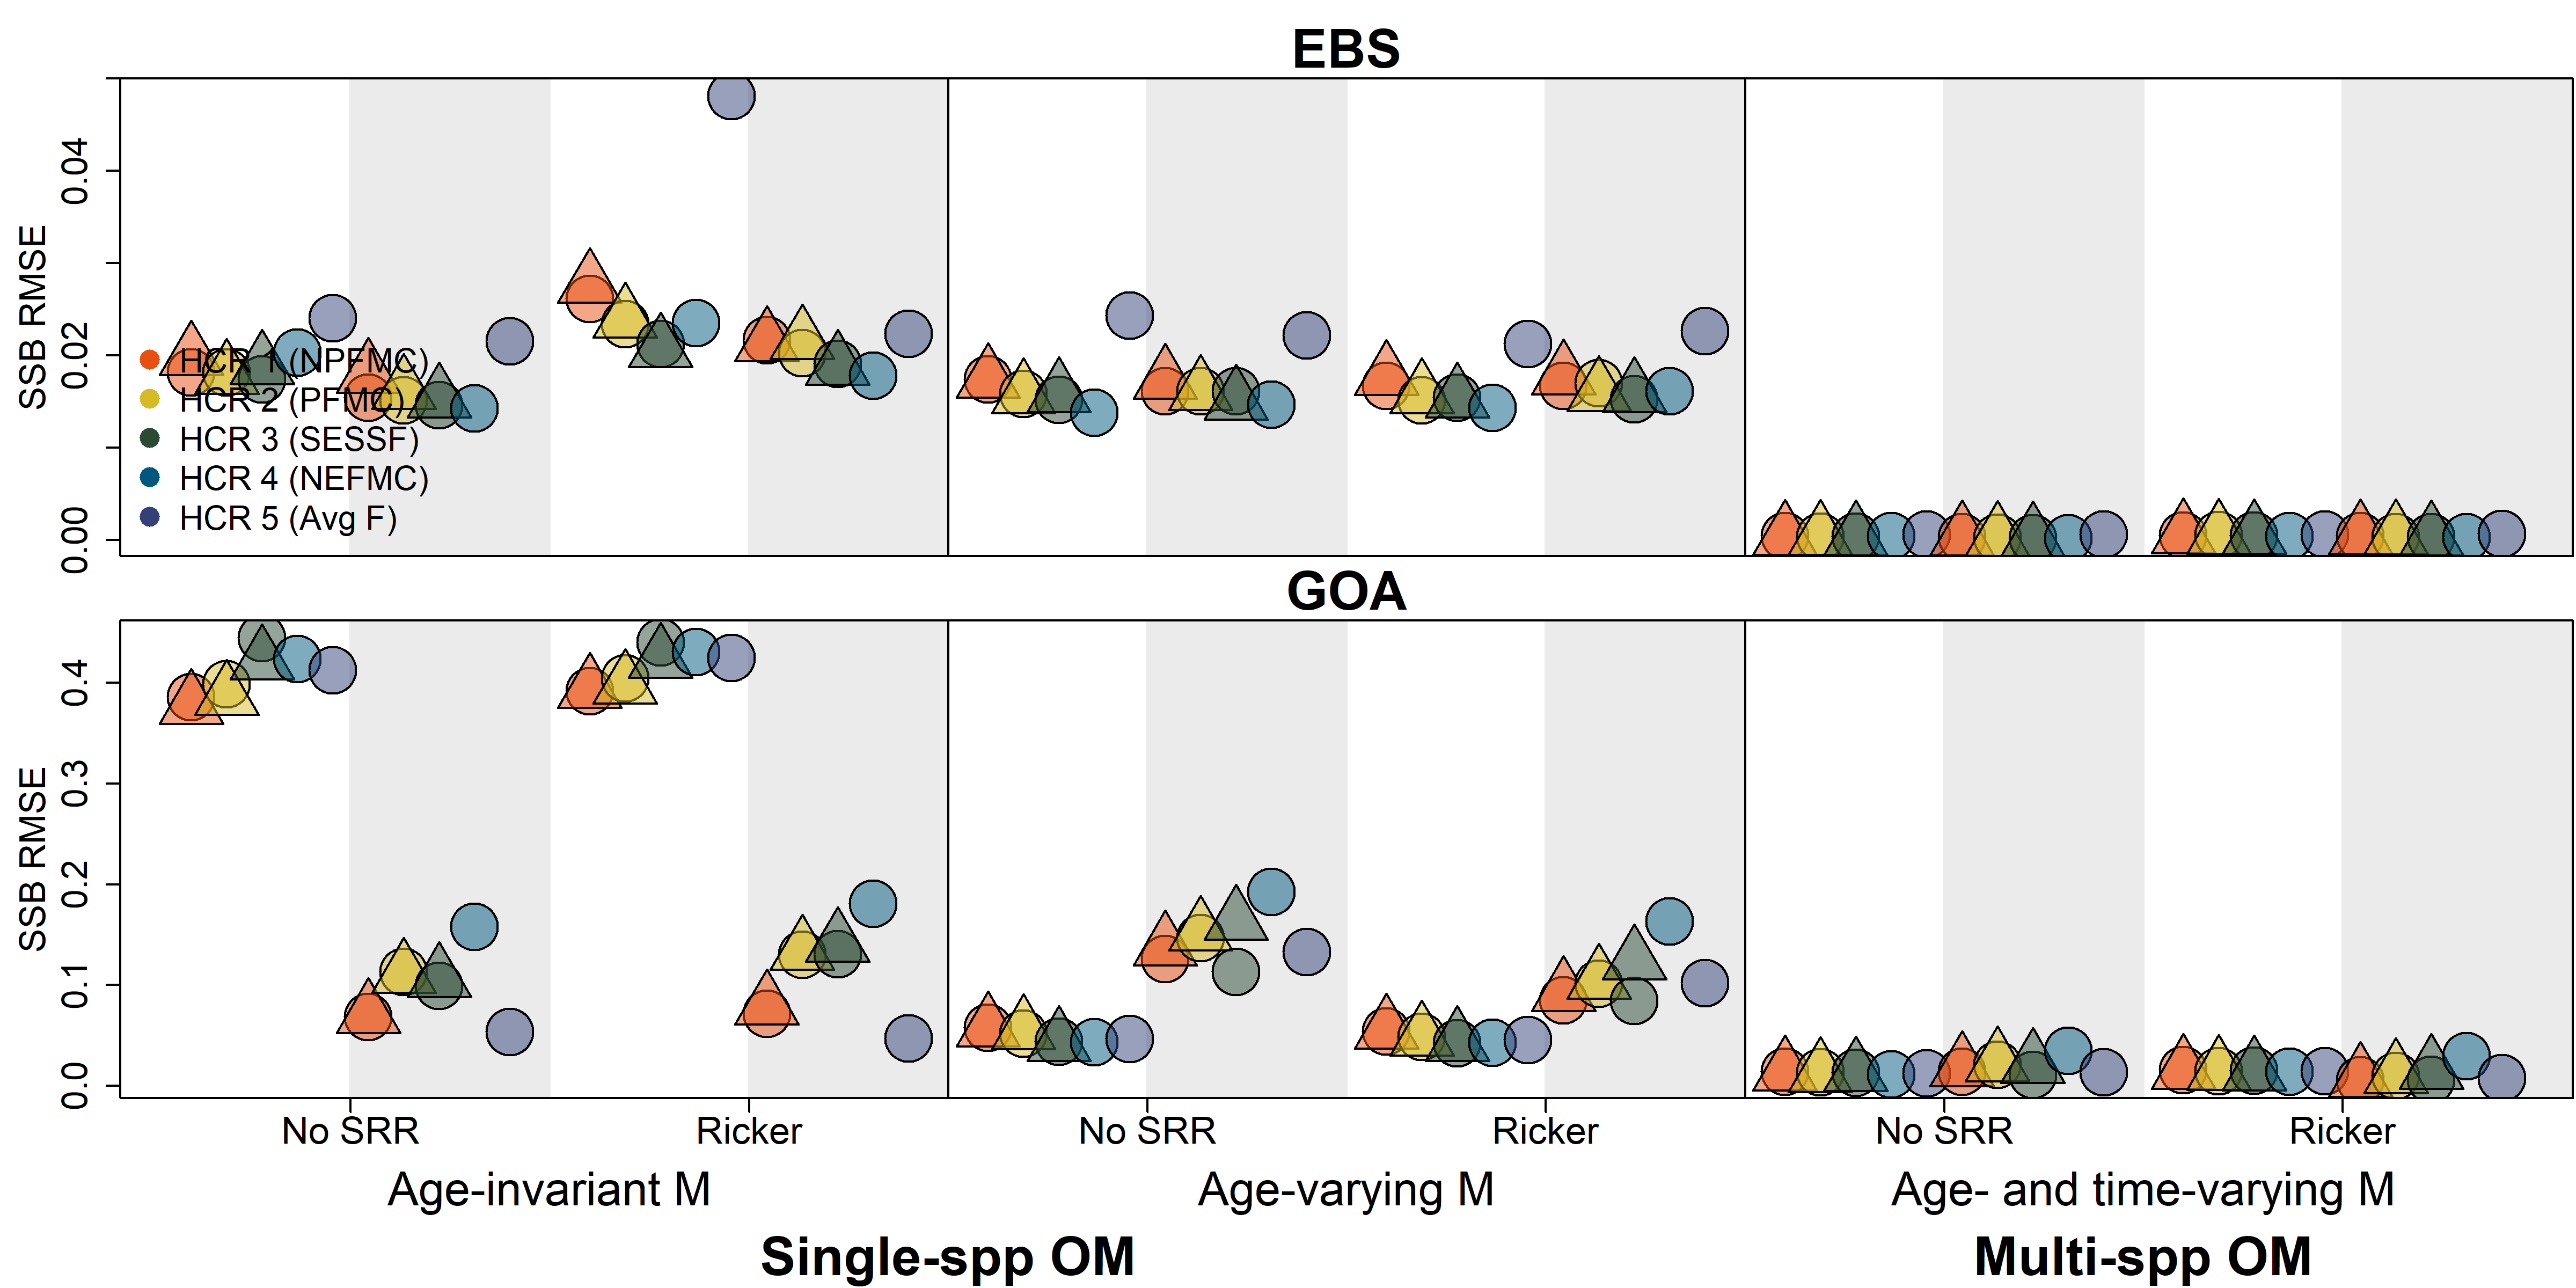 EBS
SSB RMSE
0.04
0.02
0.00
HCR 1 (NPFMC)
HCR 2 (PFMC)
HCR 3 (SESSF)
HCR 4 (NEFMC)
HCR 5 (Avg F)
GOA
SSB RMSE
0.4
0.3
0.2
0.1
0.0
No SRR Ricker No SRR Ricker No SRR Ricker
Age-invariant M Age-varying M Age- and time-varying M
Single-spp OM Multi-spp OM